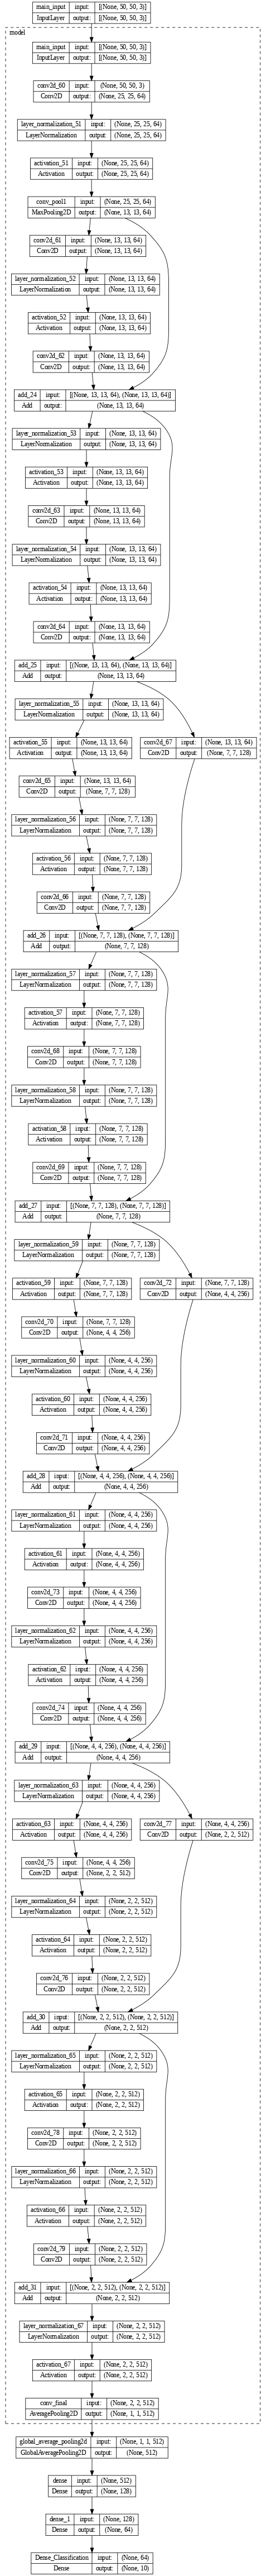 main_input input: [(None, 50, 50, 3)]
InputLayer output: [(None, 50, 50, 3)]
model
main_input input: [(None, 50, 50, 3)]
InputLayer output: [(None, 50, 50, 3)]
conv2d_60 input: (None, 50, 50, 3)
Conv2D output: (None, 25, 25, 64)
layer_normalization_51 input: (None, 25, 25, 64)
LayerNormalization output: (None, 25, 25, 64)
activation_51 input: (None, 25, 25, 64)
Activation output: (None, 25, 25, 64)
conv_pool1 input: (None, 25, 25, 64)
MaxPooling2D output: (None, 13, 13, 64)
conv2d_61 input: (None, 13, 13, 64)
Conv2D output: (None, 13, 13, 64)
layer_normalization_52 input: (None, 13, 13, 64)
LayerNormalization output: (None, 13, 13, 64)
activation_52 input: (None, 13, 13, 64)
Activation output: (None, 13, 13, 64)
conv2d_62 input: (None, 13, 13, 64)
Conv2D output: (None, 13, 13, 64)
add_24 input: [(None, 13, 13, 64), (None, 13, 13, 64)]
Add output: (None, 13, 13, 64)
layer_normalization_53 input: (None, 13, 13, 64)
LayerNormalization output: (None, 13, 13, 64)
activation_53 input: (None, 13, 13, 64)
Activation output: (None, 13, 13, 64)
conv2d_63 input: (None, 13, 13, 64)
Conv2D output: (None, 13, 13, 64)
layer_normalization_54 input: (None, 13, 13, 64)
LayerNormalization output: (None, 13, 13, 64)
activation_54 input: (None, 13, 13, 64)
Activation output: (None, 13, 13, 64)
conv2d_64 input: (None, 13, 13, 64)
Conv2D output: (None, 13, 13, 64)
add_25 input: [(None, 13, 13, 64), (None, 13, 13, 64)]
Add output: (None, 13, 13, 64)
layer_normalization_55 input: (None, 13, 13, 64)
LayerNormalization output: (None, 13, 13, 64)
activation_55 input: (None, 13, 13, 64)
Activation output: (None, 13, 13, 64)
conv2d_67 input: (None, 13, 13, 64)
Conv2D output: (None, 7, 7, 128)
conv2d_65 input: (None, 13, 13, 64)
Conv2D output: (None, 7, 7, 128)
layer_normalization_56 input: (None, 7, 7, 128)
LayerNormalization output: (None, 7, 7, 128)
activation_56 input: (None, 7, 7, 128)
Activation output: (None, 7, 7, 128)
conv2d_66 input: (None, 7, 7, 128)
Conv2D output: (None, 7, 7, 128)
add_26 input: [(None, 7, 7, 128), (None, 7, 7, 128)]
Add output: (None, 7, 7, 128)
layer_normalization_57 input: (None, 7, 7, 128)
LayerNormalization output: (None, 7, 7, 128)
activation_57 input: (None, 7, 7, 128)
Activation output: (None, 7, 7, 128)
conv2d_68 input: (None, 7, 7, 128)
Conv2D output: (None, 7, 7, 128)
layer_normalization_58 input: (None, 7, 7, 128)
LayerNormalization output: (None, 7, 7, 128)
activation_58 input: (None, 7, 7, 128)
Activation output: (None, 7, 7, 128)
conv2d_69 input: (None, 7, 7, 128)
Conv2D output: (None, 7, 7, 128)
add_27 input: [(None, 7, 7, 128), (None, 7, 7, 128)]
Add output: (None, 7, 7, 128)
layer_normalization_59 input: (None, 7, 7, 128)
LayerNormalization output: (None, 7, 7, 128)
activation_59 input: (None, 7, 7, 128)
Activation output: (None, 7, 7, 128)
conv2d_72 input: (None, 7, 7, 128)
Conv2D output: (None, 4, 4, 256)
conv2d_70 input: (None, 7, 7, 128)
Conv2D output: (None, 4, 4, 256)
layer_normalization_60 input: (None, 4, 4, 256)
LayerNormalization output: (None, 4, 4, 256)
activation_60 input: (None, 4, 4, 256)
Activation output: (None, 4, 4, 256)
conv2d_71 input: (None, 4, 4, 256)
Conv2D output: (None, 4, 4, 256)
add_28 input: [(None, 4, 4, 256), (None, 4, 4, 256)]
Add output: (None, 4, 4, 256)
layer_normalization_61 input: (None, 4, 4, 256)
LayerNormalization output: (None, 4, 4, 256)
activation_61 input: (None, 4, 4, 256)
Activation output: (None, 4, 4, 256)
conv2d_73 input: (None, 4, 4, 256)
Conv2D output: (None, 4, 4, 256)
layer_normalization_62 input: (None, 4, 4, 256)
LayerNormalization output: (None, 4, 4, 256)
activation_62 input: (None, 4, 4, 256)
Activation output: (None, 4, 4, 256)
conv2d_74 input: (None, 4, 4, 256)
Conv2D output: (None, 4, 4, 256)
add_29 input: [(None, 4, 4, 256), (None, 4, 4, 256)]
Add output: (None, 4, 4, 256)
layer_normalization_63 input: (None, 4, 4, 256)
LayerNormalization output: (None, 4, 4, 256)
activation_63 input: (None, 4, 4, 256)
Activation output: (None, 4, 4, 256)
conv2d_77 input: (None, 4, 4, 256)
Conv2D output: (None, 2, 2, 512)
conv2d_75 input: (None, 4, 4, 256)
Conv2D output: (None, 2, 2, 512)
layer_normalization_64 input: (None, 2, 2, 512)
LayerNormalization output: (None, 2, 2, 512)
activation_64 input: (None, 2, 2, 512)
Activation output: (None, 2, 2, 512)
conv2d_76 input: (None, 2, 2, 512)
Conv2D output: (None, 2, 2, 512)
add_30 input: [(None, 2, 2, 512), (None, 2, 2, 512)]
Add output: (None, 2, 2, 512)
layer_normalization_65 input: (None, 2, 2, 512)
LayerNormalization output: (None, 2, 2, 512)
activation_65 input: (None, 2, 2, 512)
Activation output: (None, 2, 2, 512)
conv2d_78 input: (None, 2, 2, 512)
Conv2D output: (None, 2, 2, 512)
layer_normalization_66 input: (None, 2, 2, 512)
LayerNormalization output: (None, 2, 2, 512)
activation_66 input: (None, 2, 2, 512)
Activation output: (None, 2, 2, 512)
conv2d_79 input: (None, 2, 2, 512)
Conv2D output: (None, 2, 2, 512)
add_31 input: [(None, 2, 2, 512), (None, 2, 2, 512)]
Add output: (None, 2, 2, 512)
layer_normalization_67 input: (None, 2, 2, 512)
LayerNormalization output: (None, 2, 2, 512)
activation_67 input: (None, 2, 2, 512)
Activation output: (None, 2, 2, 512)
conv_final input: (None, 2, 2, 512)
AveragePooling2D output: (None, 1, 1, 512)
global_average_pooling2d input: (None, 1, 1, 512)
GlobalAveragePooling2D output: (None, 512)
dense input: (None, 512)
Dense output: (None, 128)
dense_1 input: (None, 128)
Dense output: (None, 64)
Dense_Classification input: (None, 64)
Dense output: (None, 10)